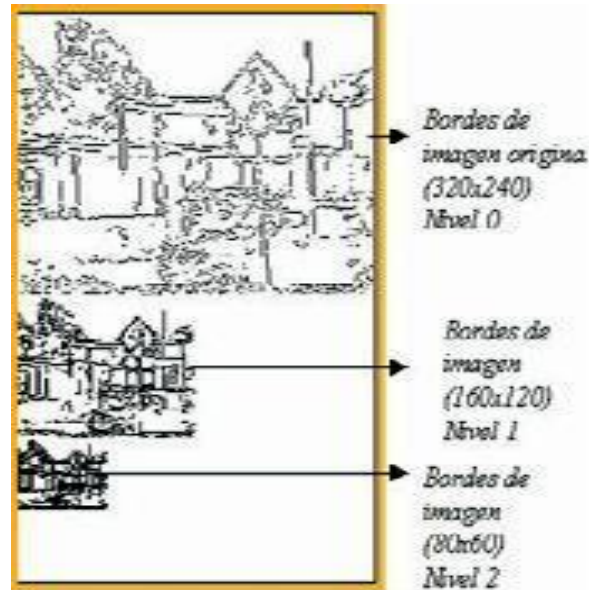 Bordes de
imagen origina
(320x240)
Nivel 0
Bordes de
imagen
(160x120)
Nivel 1
Bordes de
imagen
(80x60)
Nivel 2